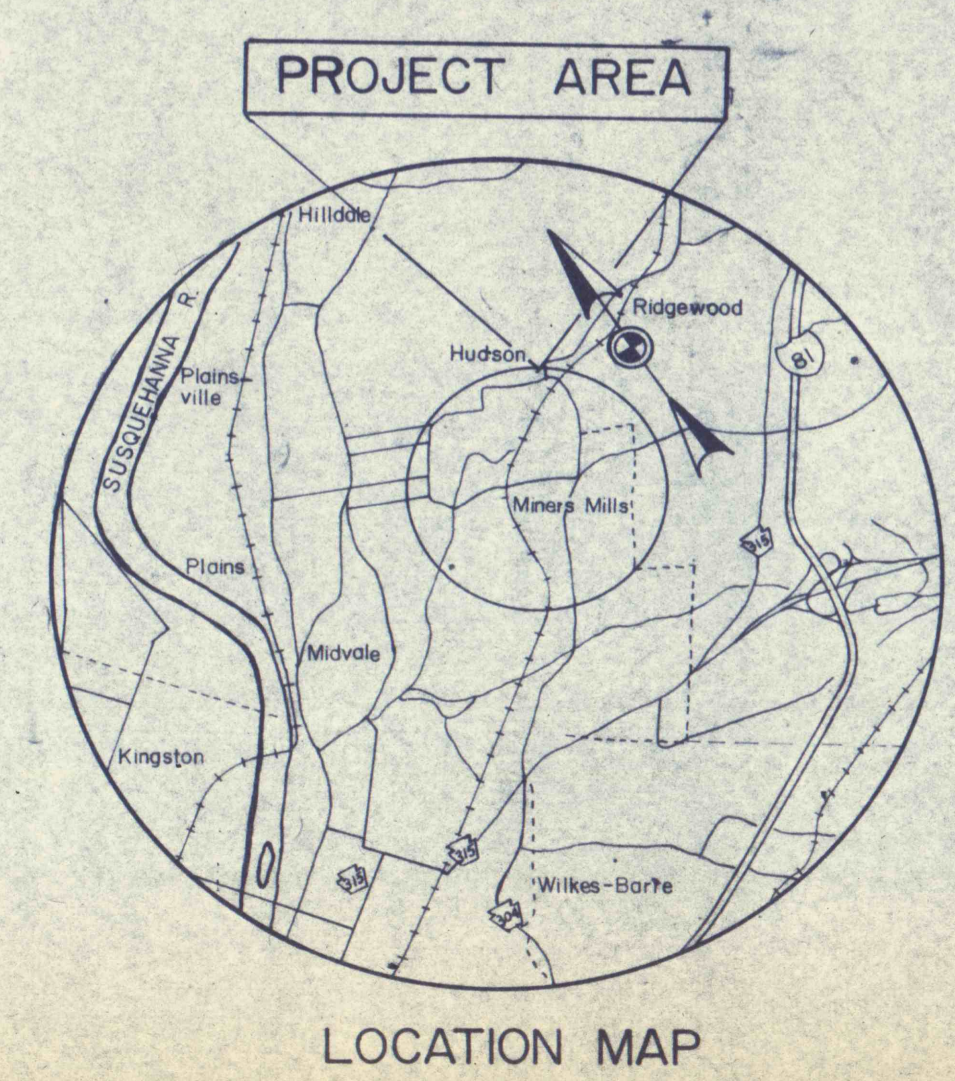 PROJECT AREA
Hilldale
SUSQUEHANNA R.
Ridgewood
Hudson
81
Plains-
ville
Miners Mills
315
Plains
Midvale
Kingston
315
315
Wilkes-Barre
304
LOCATION MAP